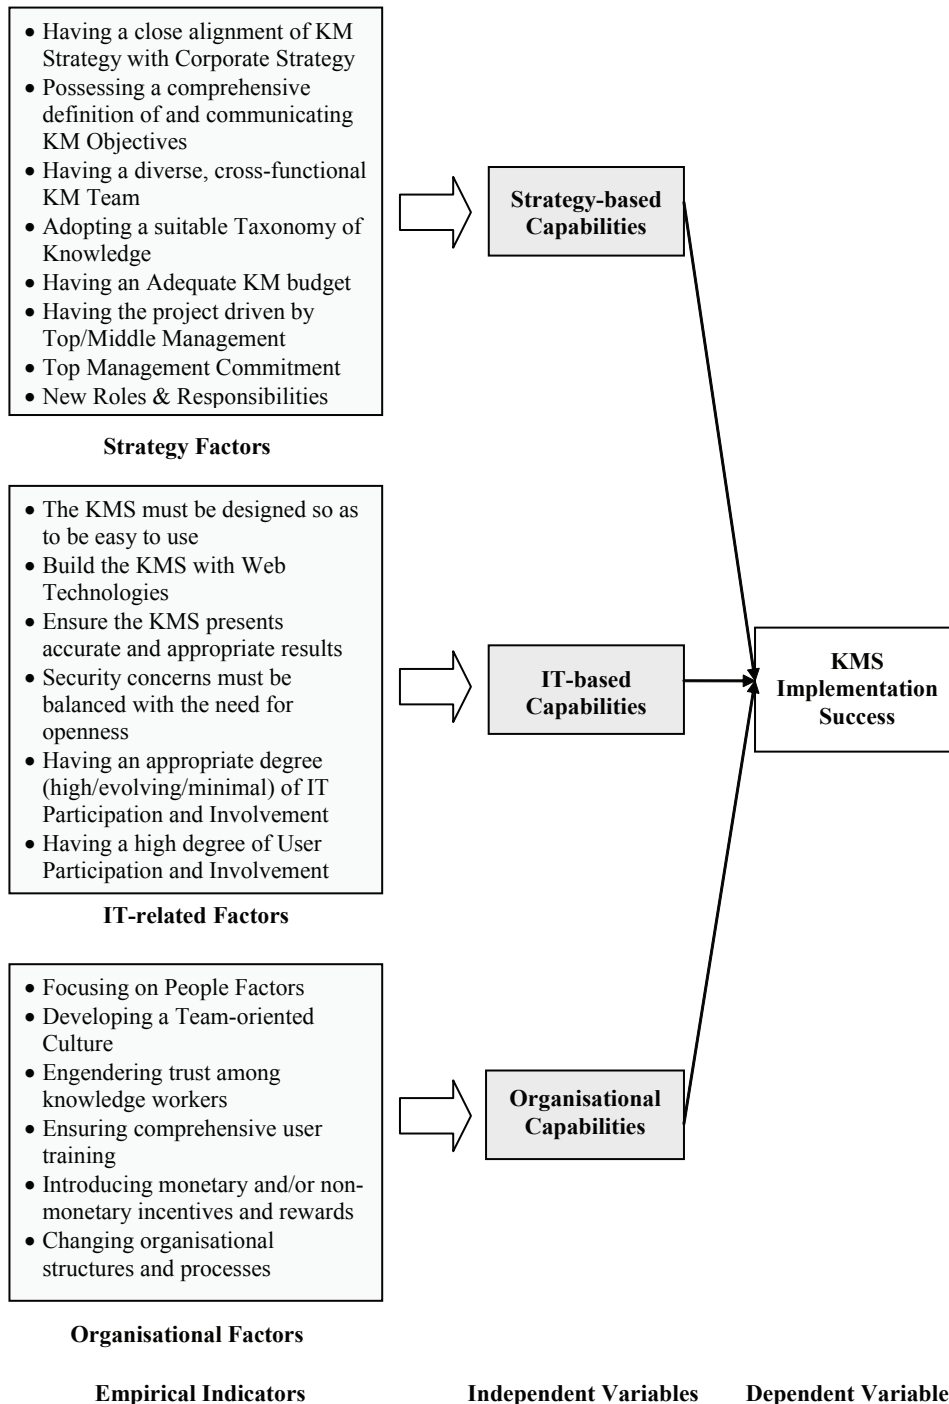 • Having a close alignment of KM
Strategy with Corporate Strategy
• Possessing a comprehensive
definition of and communicating
KM Objectives
• Having a diverse, cross-functional
KM Team
• Adopting a suitable Taxonomy of
Knowledge
• Having an Adequate KM budget
• Having the project driven by
Top/Middle Management
• Top Management Commitment
• New Roles & Responsibilities
Strategy Factors
Strategy-based
Capabilities
• The KMS must be designed so as
to be easy to use
• Build the KMS with Web
Technologies
• Ensure the KMS presents
accurate and appropriate results
• Security concerns must be
balanced with the need for
openness
• Having an appropriate degree
(high/evolving/minimal) of IT
Participation and Involvement
• Having a high degree of User
Participation and Involvement
IT-related Factors
IT-based
Capabilities
KMS
Implementation
Success
• Focusing on People Factors
• Developing a Team-oriented
Culture
• Engendering trust among
knowledge workers
• Ensuring comprehensive user
training
• Introducing monetary and/or non-
monetary incentives and rewards
• Changing organisational
structures and processes
Organisational Factors
Organisational
Capabilities
Empirical Indicators
Independent Variables
Dependent Variable